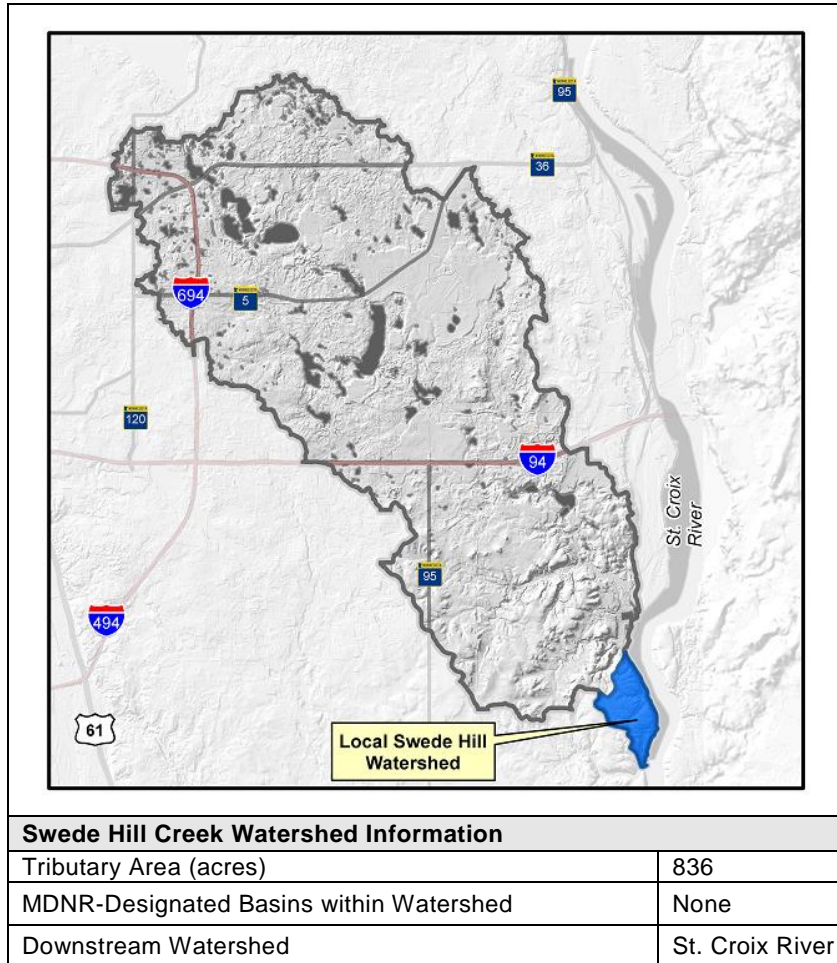 95
36
694
5
120
94
St. Croix
River
95
494
61
Local Swede Hill
Watershed
Swede Hill Creek Watershed Information
Tributary Area (acres) 836
MDNR-Designated Basins within Watershed None
Downstream Watershed St. Croix River